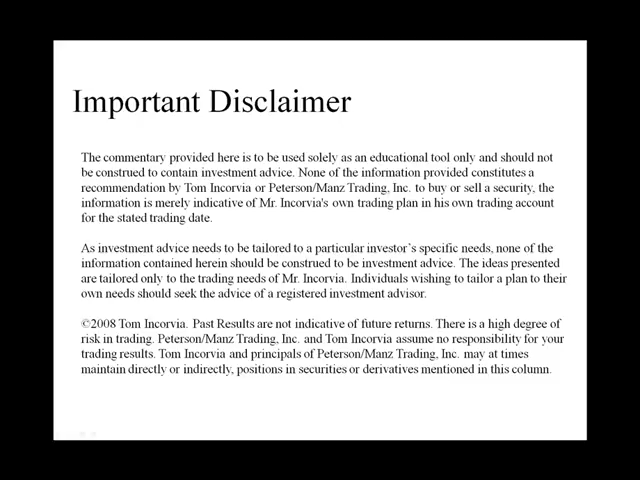 Important Disclaimer
The commentary provided here is to be used solely as an educational tool only and should not
be construed to contain investment advice. None of the information provided constitutes a
recommendation by Tom Incorvia or Peterson/Manz Trading, Inc. to buy or sell a security, the
information is merely indicative of Mr. Incorvia's own trading plan in his own trading account
for the stated trading date.
As investment advice needs to be tailored to a particular investor’s specific needs, none of the
information contained herein should be construed to be investment advice. The ideas presented
are tailored only to the trading needs of Mr. Incorvia. Individuals wishing to tailor a plan to their
own needs should seek the advice of a registered investment advisor.
©2008 Tom Incorvia. Past Results are not indicative of future returns. There is a high degree of
risk in trading. Peterson/Manz Trading, Inc. and Tom Incorvia assume no responsibility for your
trading results. Tom Incorvia and principals of Peterson/Manz Trading, Inc. may at times
maintain directly or indirectly, positions in securities or derivatives mentioned in this column.